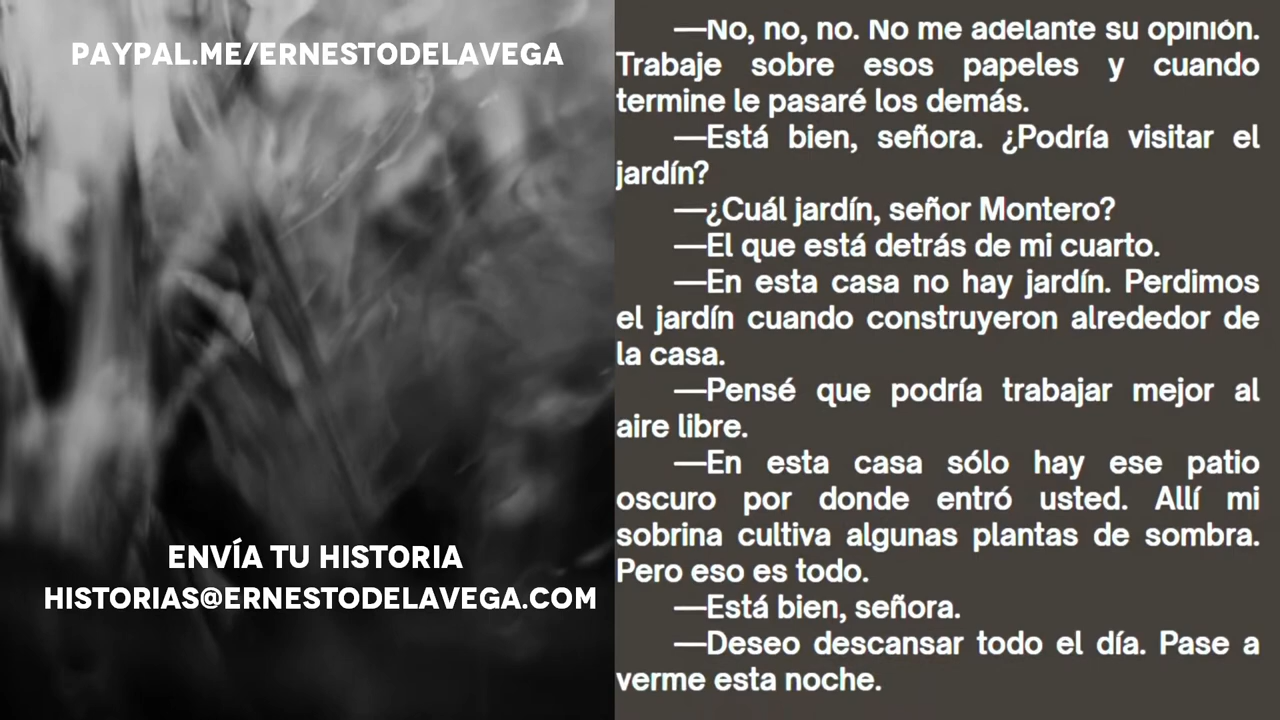 PAYPAL.ME/ERNESTODELAVEGA
ENVÍA TU HISTORIA
HISTORIAS@ERNESTODELAVEGA.COM
—No, no, no. No me adelante su opinión.
Trabaje sobre esos papeles y cuando
termine le pasaré los demás.
—Está bien, señora. ¿Podría visitar el
jardín?
—¿Cuál jardín, señor Montero?
—El que está detrás de mi cuarto.
—En esta casa no hay jardín. Perdimos
el jardín cuando construyeron alrededor de
la casa.
—Pensé que podría trabajar mejor al
aire libre.
—En esta casa sólo hay ese patio
oscuro por donde entró usted. Allí mi
sobrina cultiva algunas plantas de sombra.
Pero eso es todo.
—Está bien, señora.
—Deseo descansar todo el día. Pase a
verme esta noche.